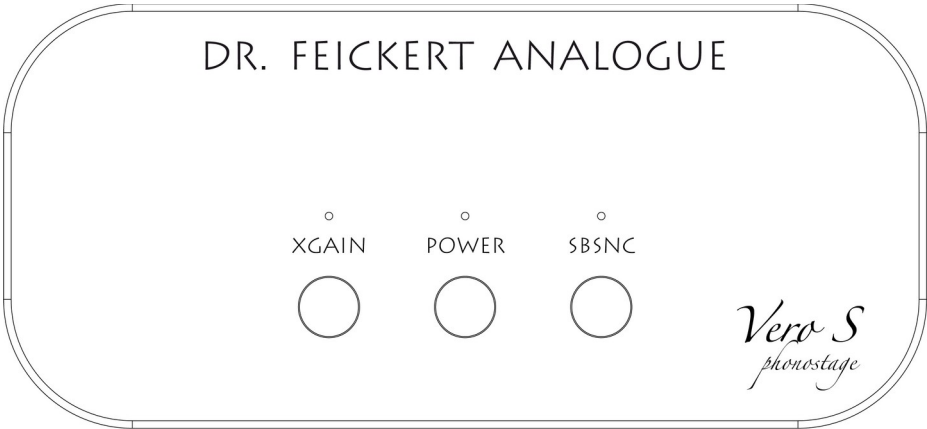 DR. FEICKERT ANALOGUE
XGAIN POWER SBSNC
Vero S
phonostage